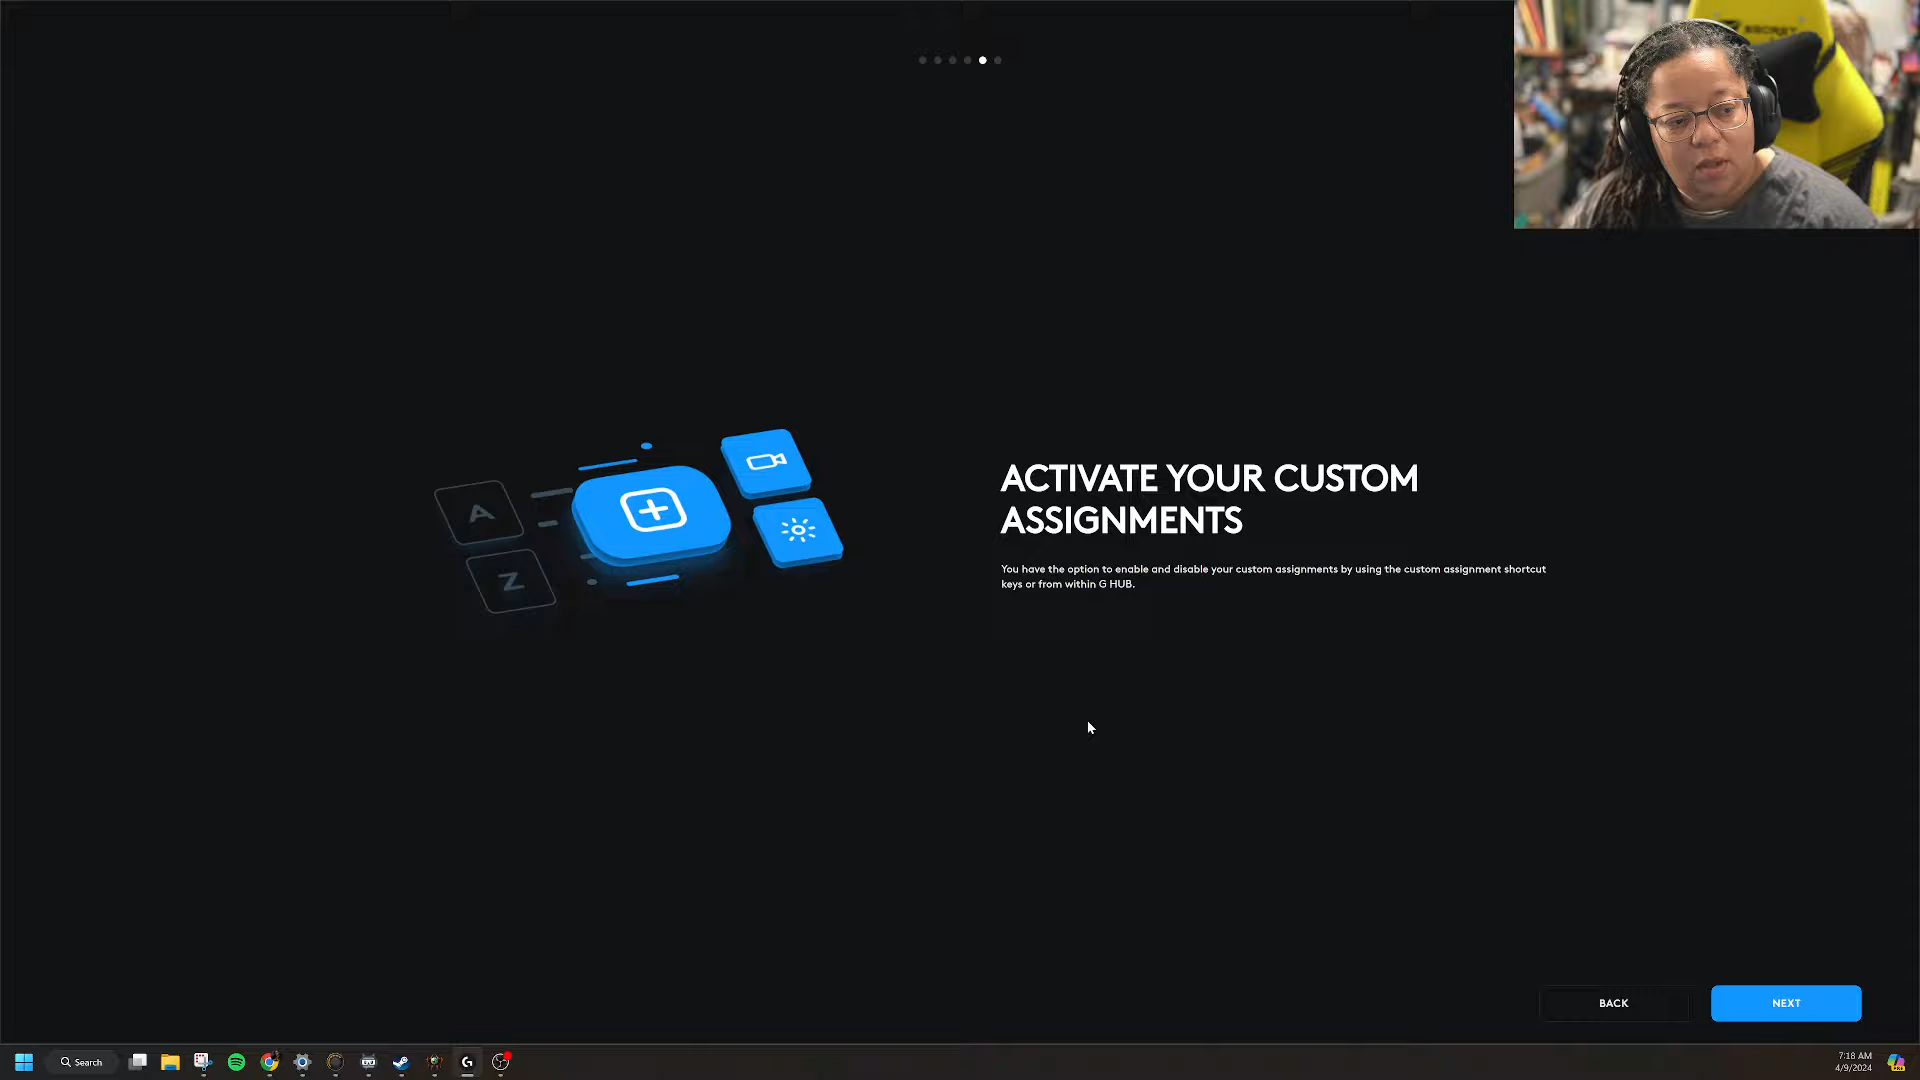 SECRET
A
Z
ACTIVATE YOUR CUSTOM
ASSIGNMENTS
You have the option to enable and disable your custom assignments by using the custom assignment shortcut
keys or from within G HUB.
BACK
NEXT
Search
7:18 AM
4/9/2024